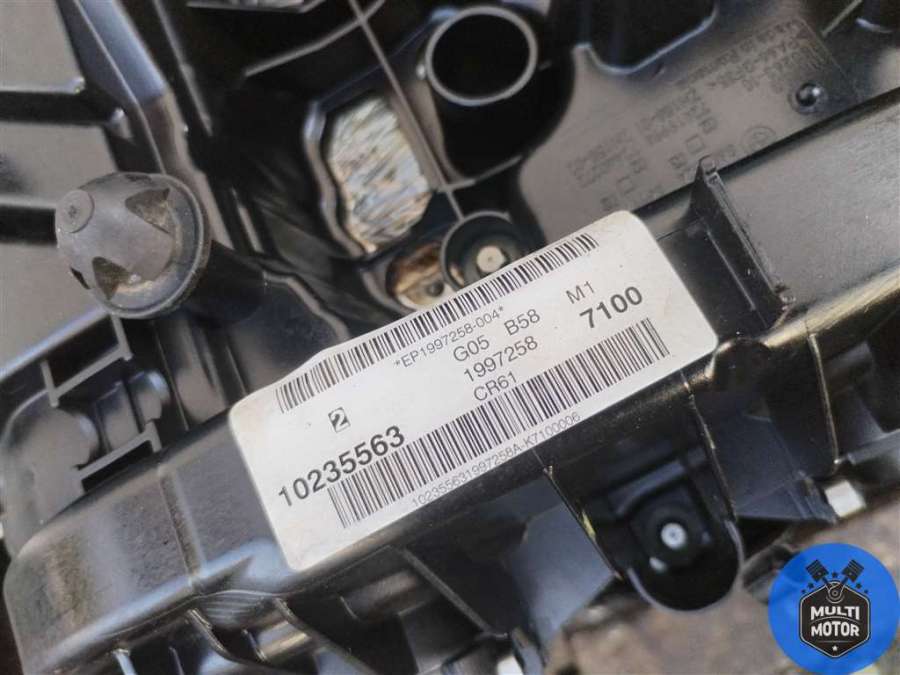 *EP1997258-004*
G05 B58 M1
1997258 7100
CR61
2
10235563
102355631997258A-K7100006
MULTI
MOTOR